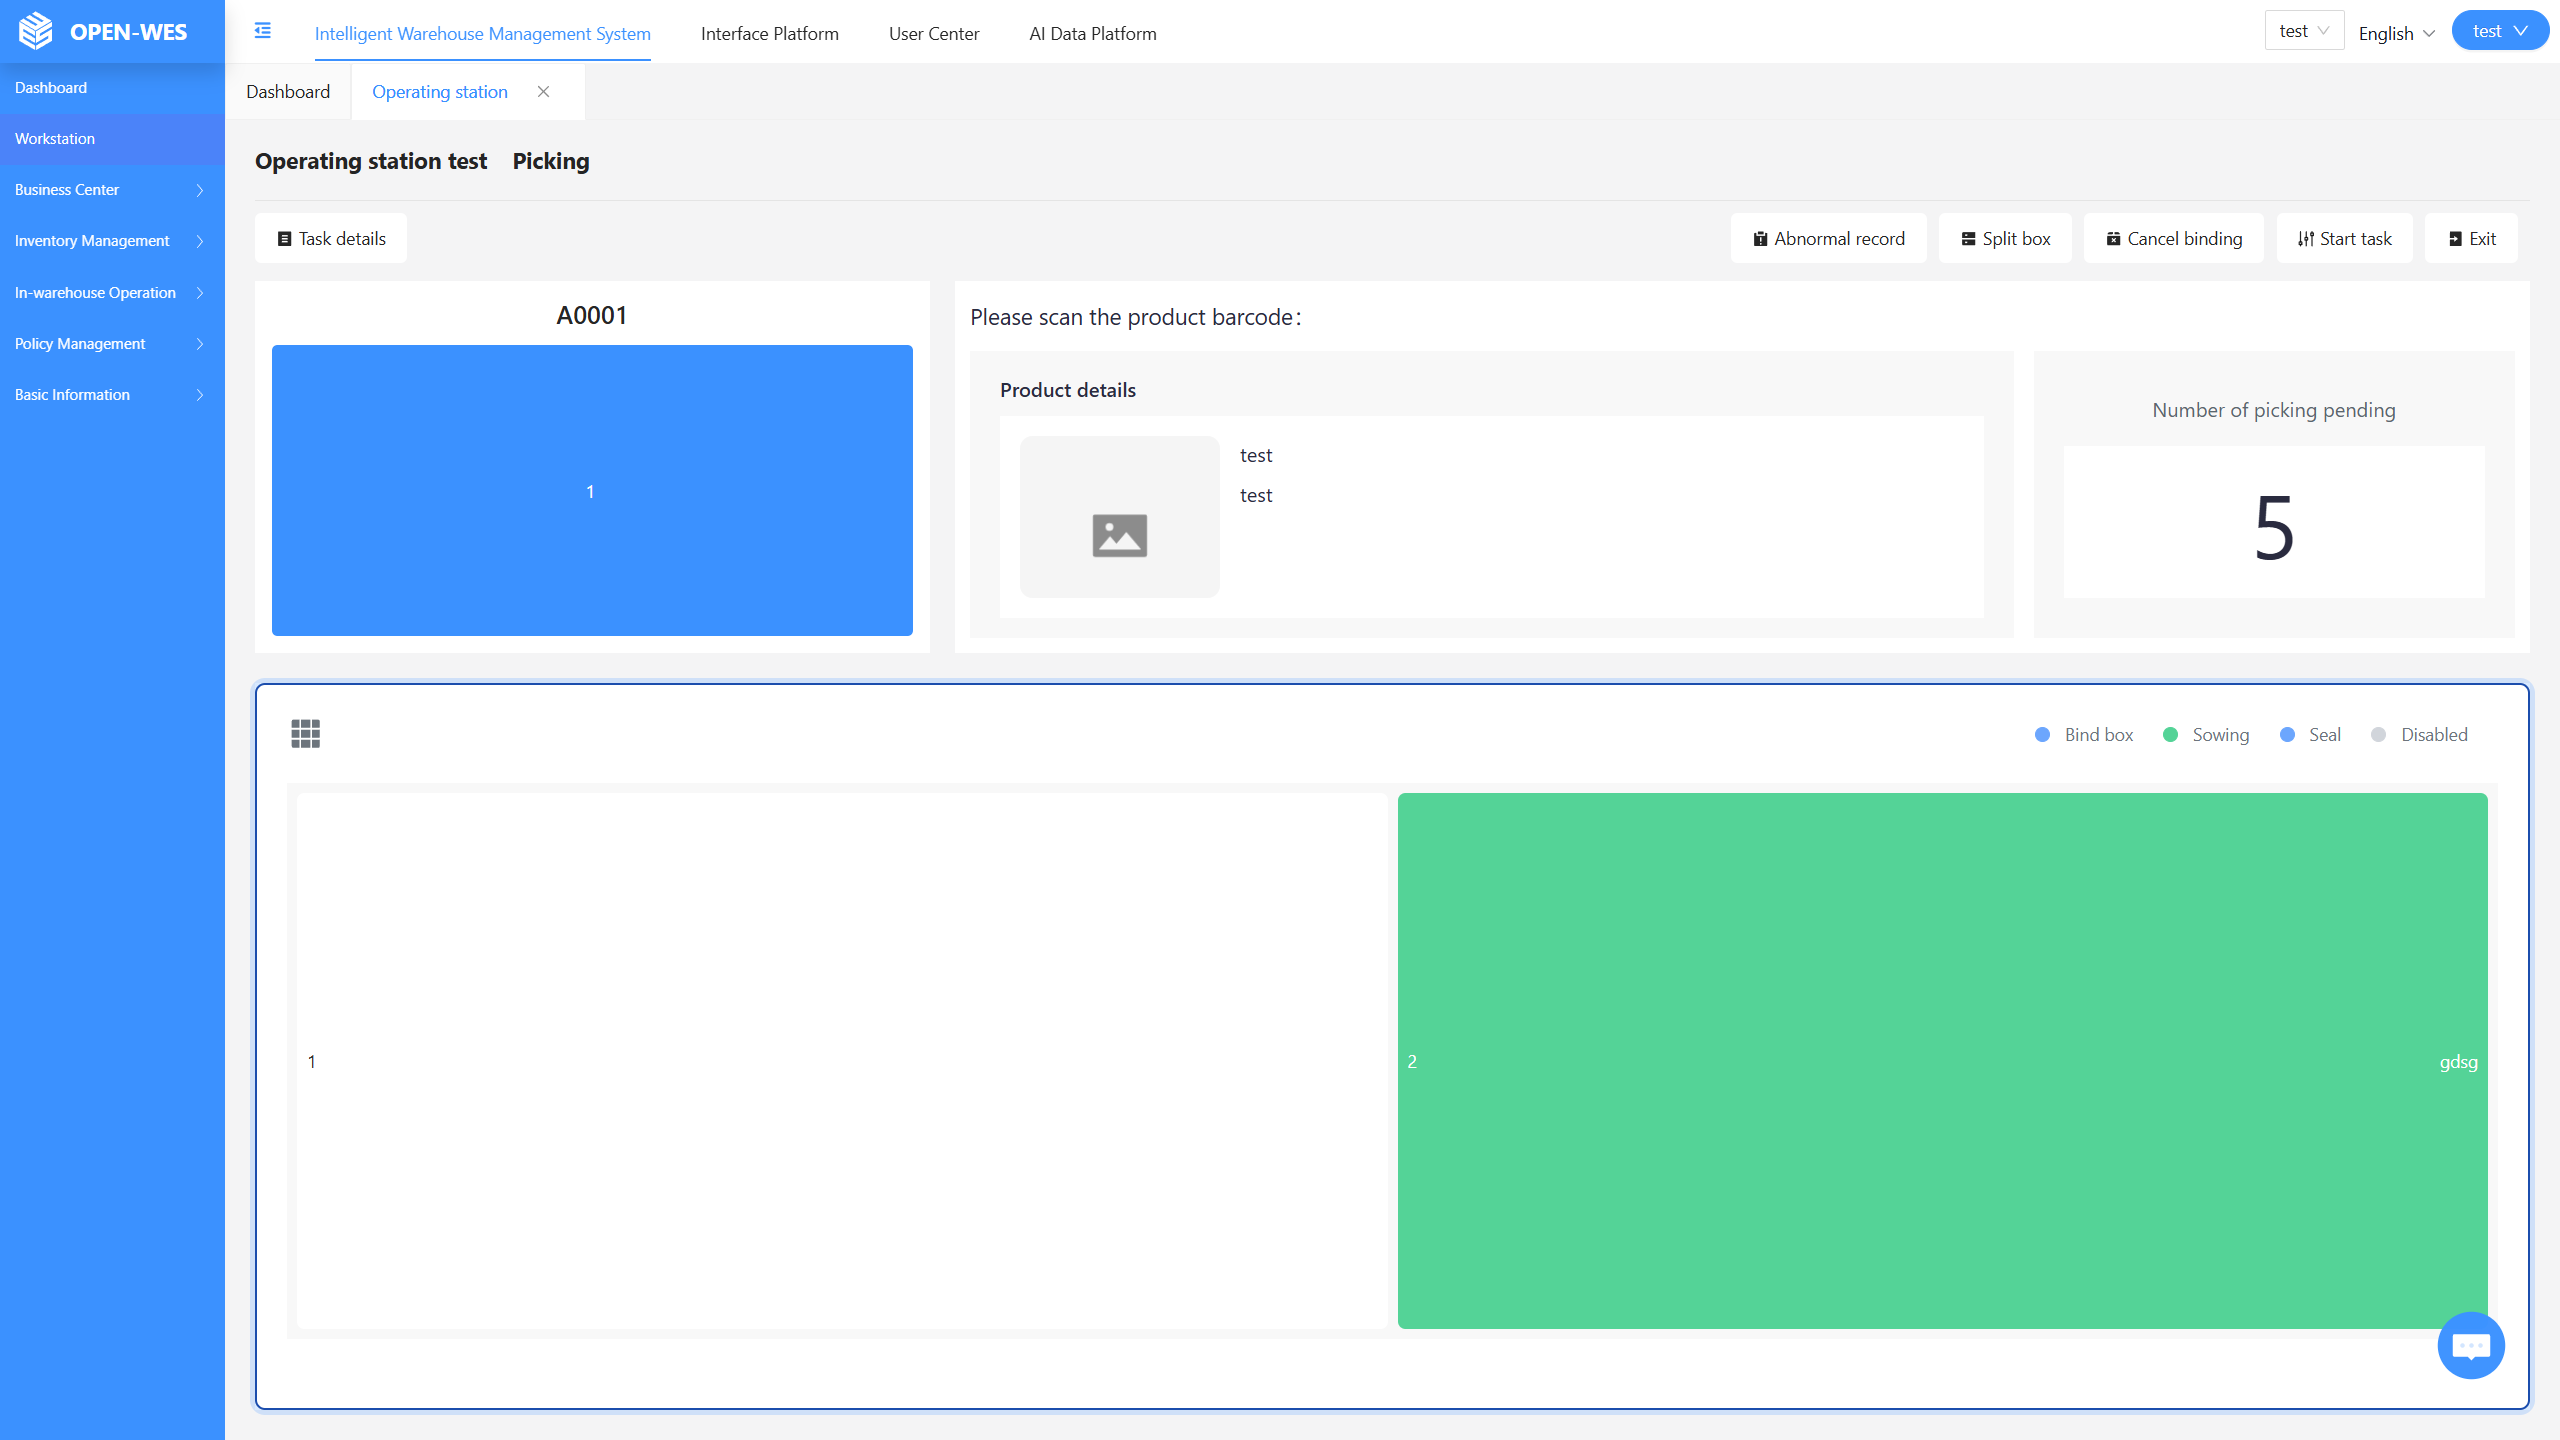 OPEN-WES
Intelligent Warehouse Management System
Interface Platform
User Center
AI Data Platform
test
English
test
Dashboard
Workstation
Business Center
Inventory Management
In-warehouse Operation
Policy Management
Basic Information
Dashboard
Operating station
Operating station test Picking
Task details
Abnormal record
Split box
Cancel binding
Start task
Exit
A0001
1
Please scan the product barcode:
Product details
test
test
Number of picking pending
5
Bind box
Sowing
Seal
Disabled
1
2
gdsg